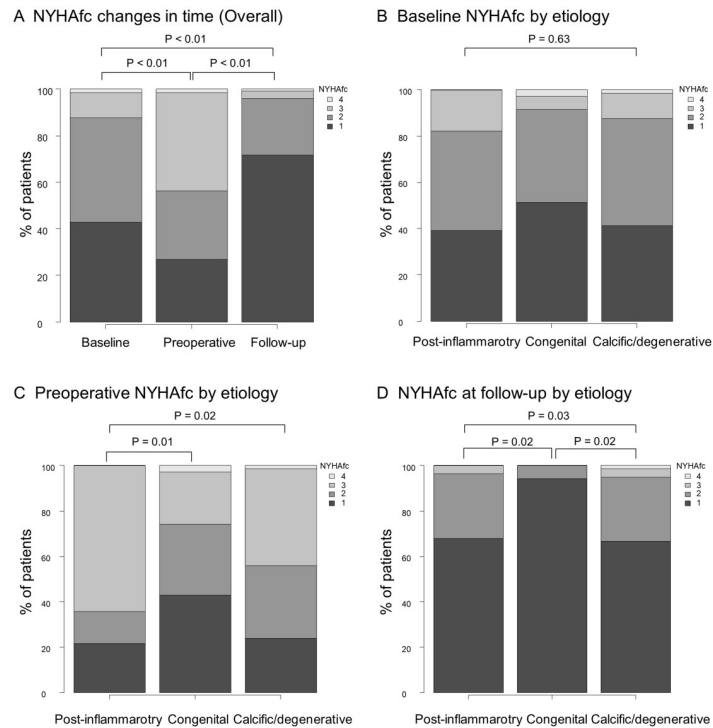 A NYHAfc changes in time (Overall)
P < 0.01
P < 0.01 P < 0.01
NYHAfc
4
3
2
1
% of patients
100
80
60
40
20
0
Baseline Preoperative Follow-up
B Baseline NYHAfc by etiology
P = 0.63
NYHAfc
4
3
2
1
% of patients
100
80
60
40
20
0
Post-inflammarotry Congenital Calcific/degenerative
C Preoperative NYHAfc by etiology
P = 0.02
P = 0.01
NYHAfc
4
3
2
1
% of patients
100
80
60
40
20
0
Post-inflammarotry Congenital Calcific/degenerative
D NYHAfc at follow-up by etiology
P = 0.03
P = 0.02 P = 0.02
NYHAfc
4
3
2
1
% of patients
100
80
60
40
20
0
Post-inflammarotry Congenital Calcific/degenerative